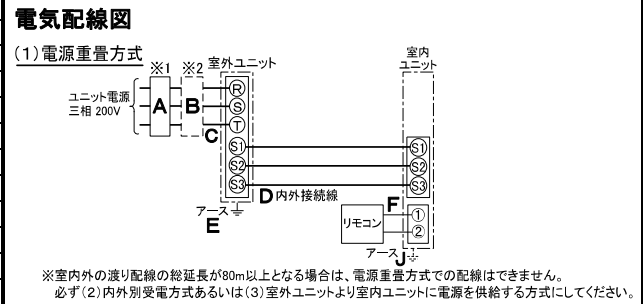 電気配線図
(1)電源重畳方式
※1 ※2 室外ユニット
室内
ユニット
ユニット電源
三相 200V
A
B
C
R
S
T
S1
S2
S3
S1
S2
S3
D 内外接続線
アース
E
F
リモコン
①
②
アース J
※室内外の渡り配線の総延長が80m以上となる場合は、電源重畳方式での配線はできません。
必ず(2)内外別受電方式あるいは(3)室外ユニットより室内ユニットに電源を供給する方式にしてください。